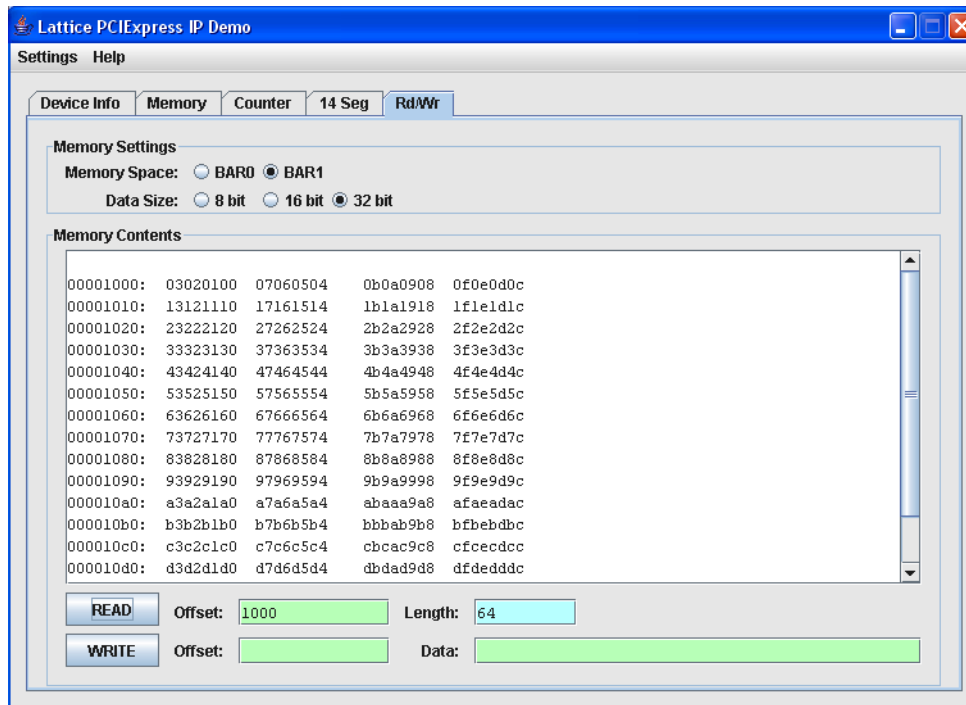 Lattice PCIExpress IP Demo
Settings Help
Device Info Memory Counter 14 Seg Rd/Wr
Memory Settings
Memory Space: BAR0 BAR1
Data Size: 8 bit 16 bit 32 bit
Memory Contents
00001000: 03020100 07060504 0b0a0908 0f0e0d0c
00001010: 13121110 17161514 1b1a1918 1f1e1d1c
00001020: 23222120 27262524 2b2a2928 2f2e2d2c
00001030: 33323130 37363534 3b3a3938 3f3e3d3c
00001040: 43424140 47464544 4b4a4948 4f4e4d4c
00001050: 53525150 57565554 5b5a5958 5f5e5d5c
00001060: 63626160 67666564 6b6a6968 6f6e6d6c
00001070: 73727170 77767574 7b7a7978 7f7e7d7c
00001080: 83828180 87868584 8b8a8988 8f8e8d8c
00001090: 93929190 97969594 9b9a9998 9f9e9d9c
000010a0: a3a2a1a0 a7a6a5a4 abaaa9a8 afaeadac
000010b0: b3b2b1b0 b7b6b5b4 bbbab9b8 bfbebdbc
000010c0: c3c2c1c0 c7c6c5c4 cbcac9c8 cfcecdcc
000010d0: d3d2d1d0 d7d6d5d4 dbdad9d8 dfdedddc
READ Offset: 1000 Length: 64
WRITE Offset: Data: